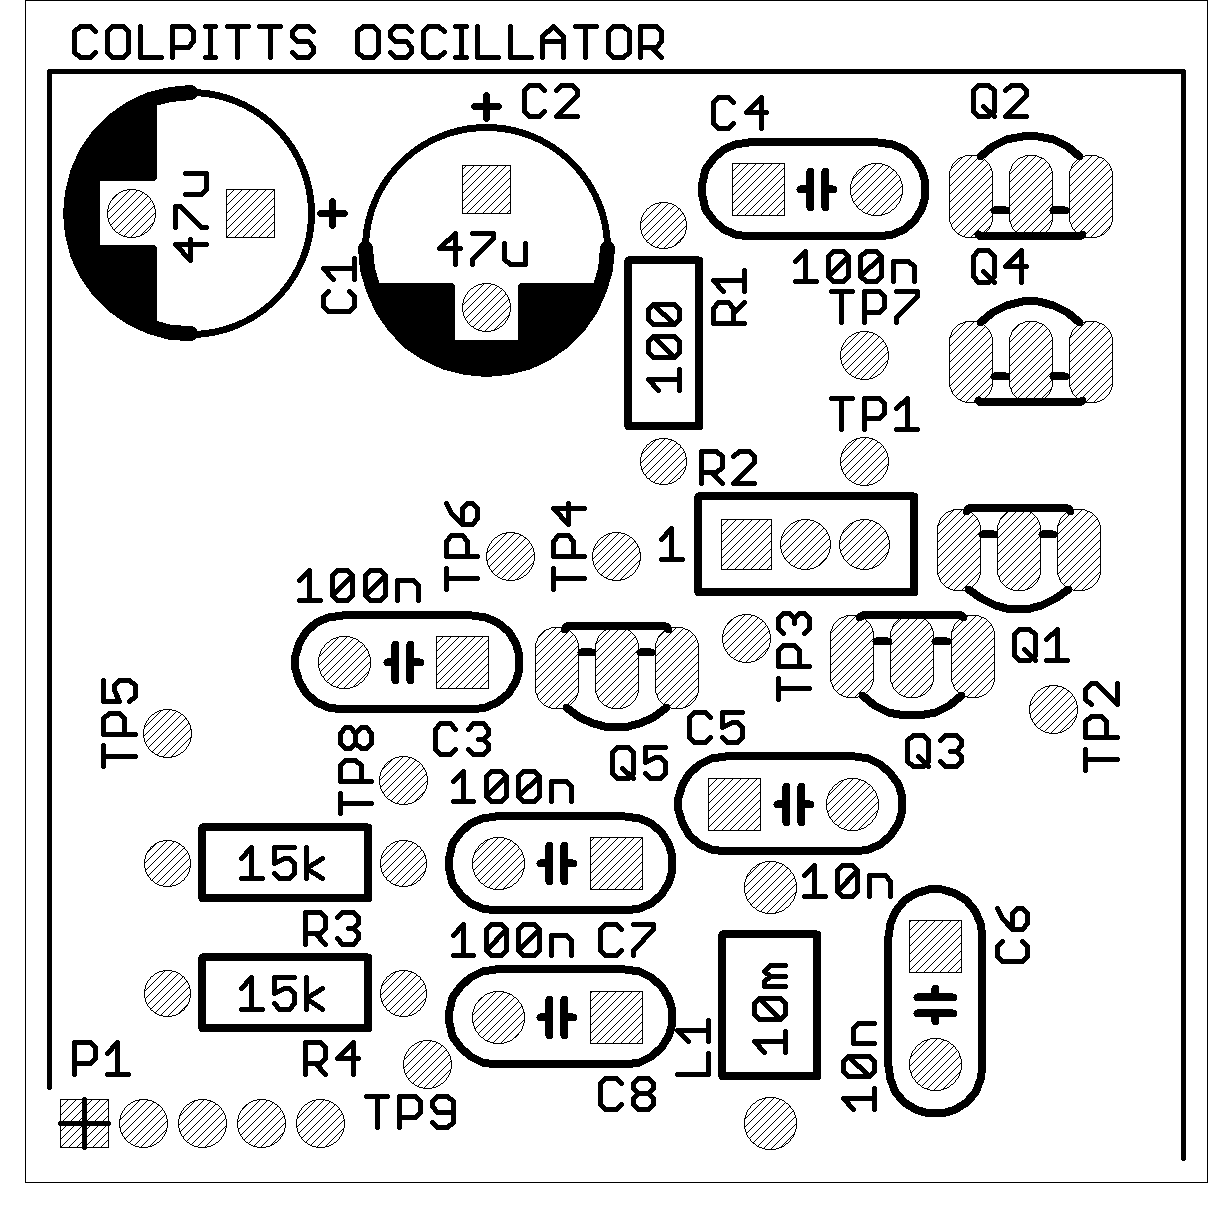 COLPITTS OSCILLATOR
+ C2
C4
Q2
47u
+
C1
47u
100n
Q4
R1
100
TP7
TP1
R2
TP6
TP4
1
100n
TP3
Q1
TP5
TP8
C3
Q5
C5
Q3
TP2
100n
15k
10n
R3
100n C7
C6
15k
10m
L1
10n
P1
R4
C8
TP9